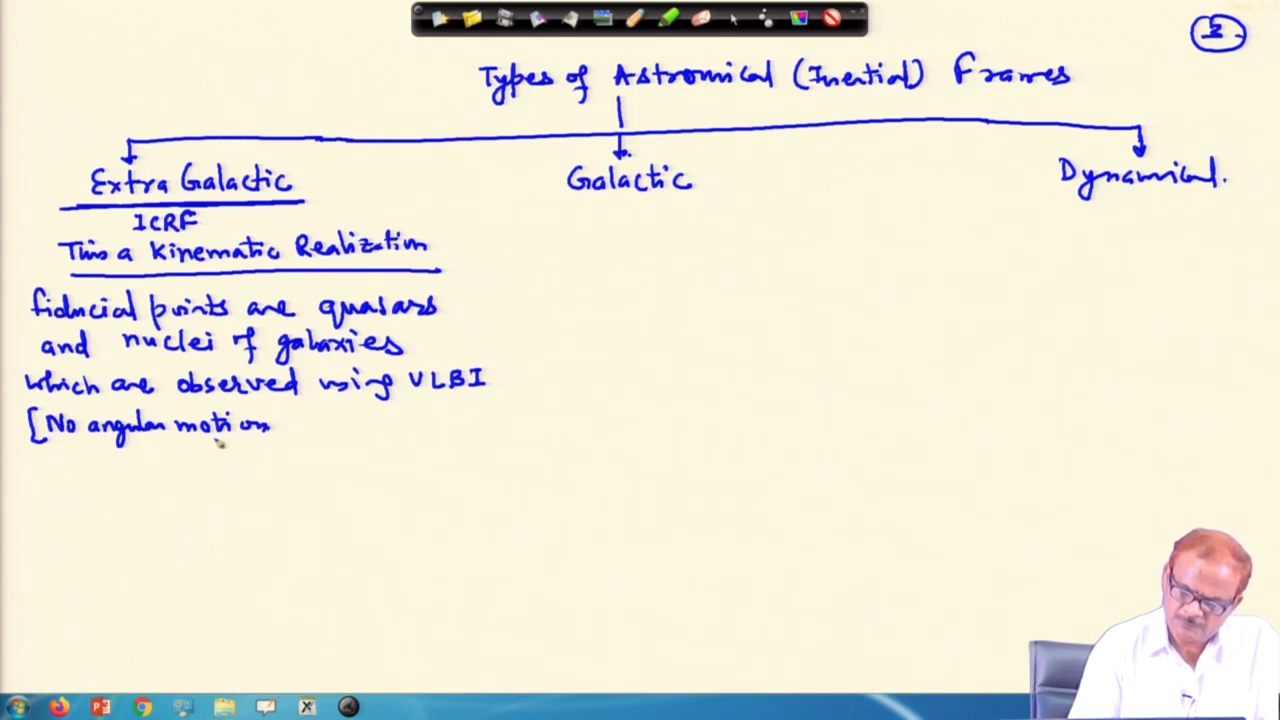 2
Types of Astromical (Inertial) Frames
Extra Galactic
Galactic
Dynamical.
ICRF
This a Kinematic Realization
fiducial points are quasars
and nuclei of galaxies
which are observed using VLBI
[No angular motion